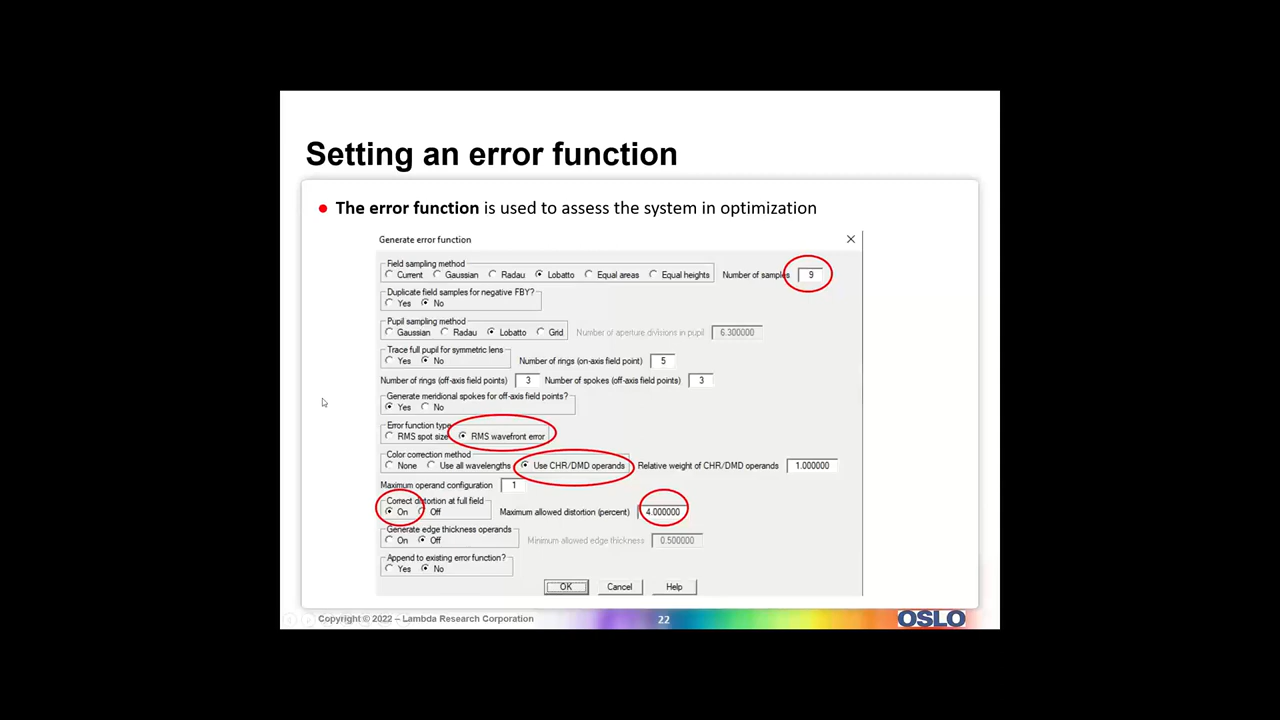 Setting an error function
● The error function is used to assess the system in optimization
Generate error function
Field sampling method
Current Gaussian Radau Lobatto Equal areas Equal heights Number of samples 9
Duplicate field samples for negative FBY?
Yes No
Pupil sampling method
Gaussian Radau Lobatto Grid Number of aperture divisions in pupil 6.300000
Trace full pupil for symmetric lens
Yes No Number of rings (on-axis field point) 5
Number of rings (off-axis field points) 3 Number of spokes (off-axis field points) 3
Generate meridional spokes for off-axis field points?
Yes No
Error function type
RMS spot size RMS wavefront error
Color correction method
None Use all wavelengths Use CHR/DMD operands Relative weight of CHR/DMD operands 1.000000
Maximum operand configuration 1
Correct distortion at full field
On Off Maximum allowed distortion (percent) 4.000000
Generate edge thickness operands
On Off Minimum allowed edge thickness 0.500000
Append to existing error function?
Yes No
OK Cancel Help
Copyright © 2022 – Lambda Research Corporation 22 OSLO